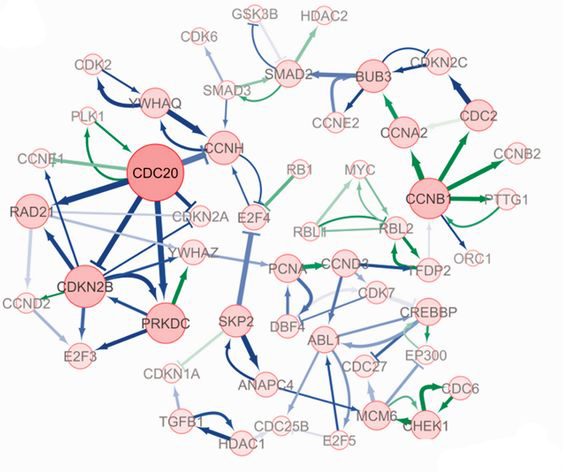 GSK3B
HDAC2
CDK6
CDK2
SMAD2
BUB3
CDKN2C
SMAD3
YWHAQ
PLK1
CCNE2
CCNA2
CDC2
CCNE1
CCNH
CCNB2
CDC20
RB1
MYC
CCNB1
PTTG1
RAD21
CDKN2A
E2F4
RBL1
RBL2
YWHAZ
ORC1
PCNA
CCND3
TFDP2
CDKN2B
CDK7
CCND2
PRKDC
SKP2
DBF4
CREBBP
ABL1
E2F3
EP300
CDC27
CDKN1A
ANAPC4
CDC6
TGFB1
MCM6
CHEK1
CDC25B
HDAC1
E2F5